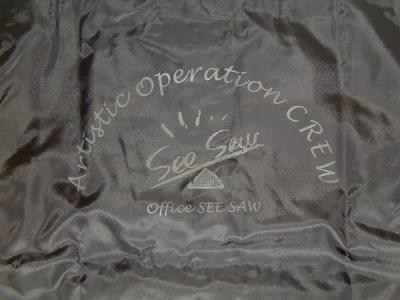 Artistic Operation CREW
See Saw
Office SEE SAW